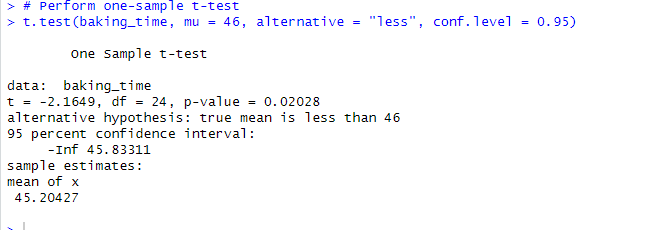 > # Perform one-sample t-test
> t.test(baking_time, mu = 46, alternative = "less", conf.level = 0.95)
One Sample t-test
data:  baking_time
t = -2.1649, df = 24, p-value = 0.02028
alternative hypothesis: true mean is less than 46
95 percent confidence interval:
-Inf 45.83311
sample estimates:
mean of x
45.20427
>